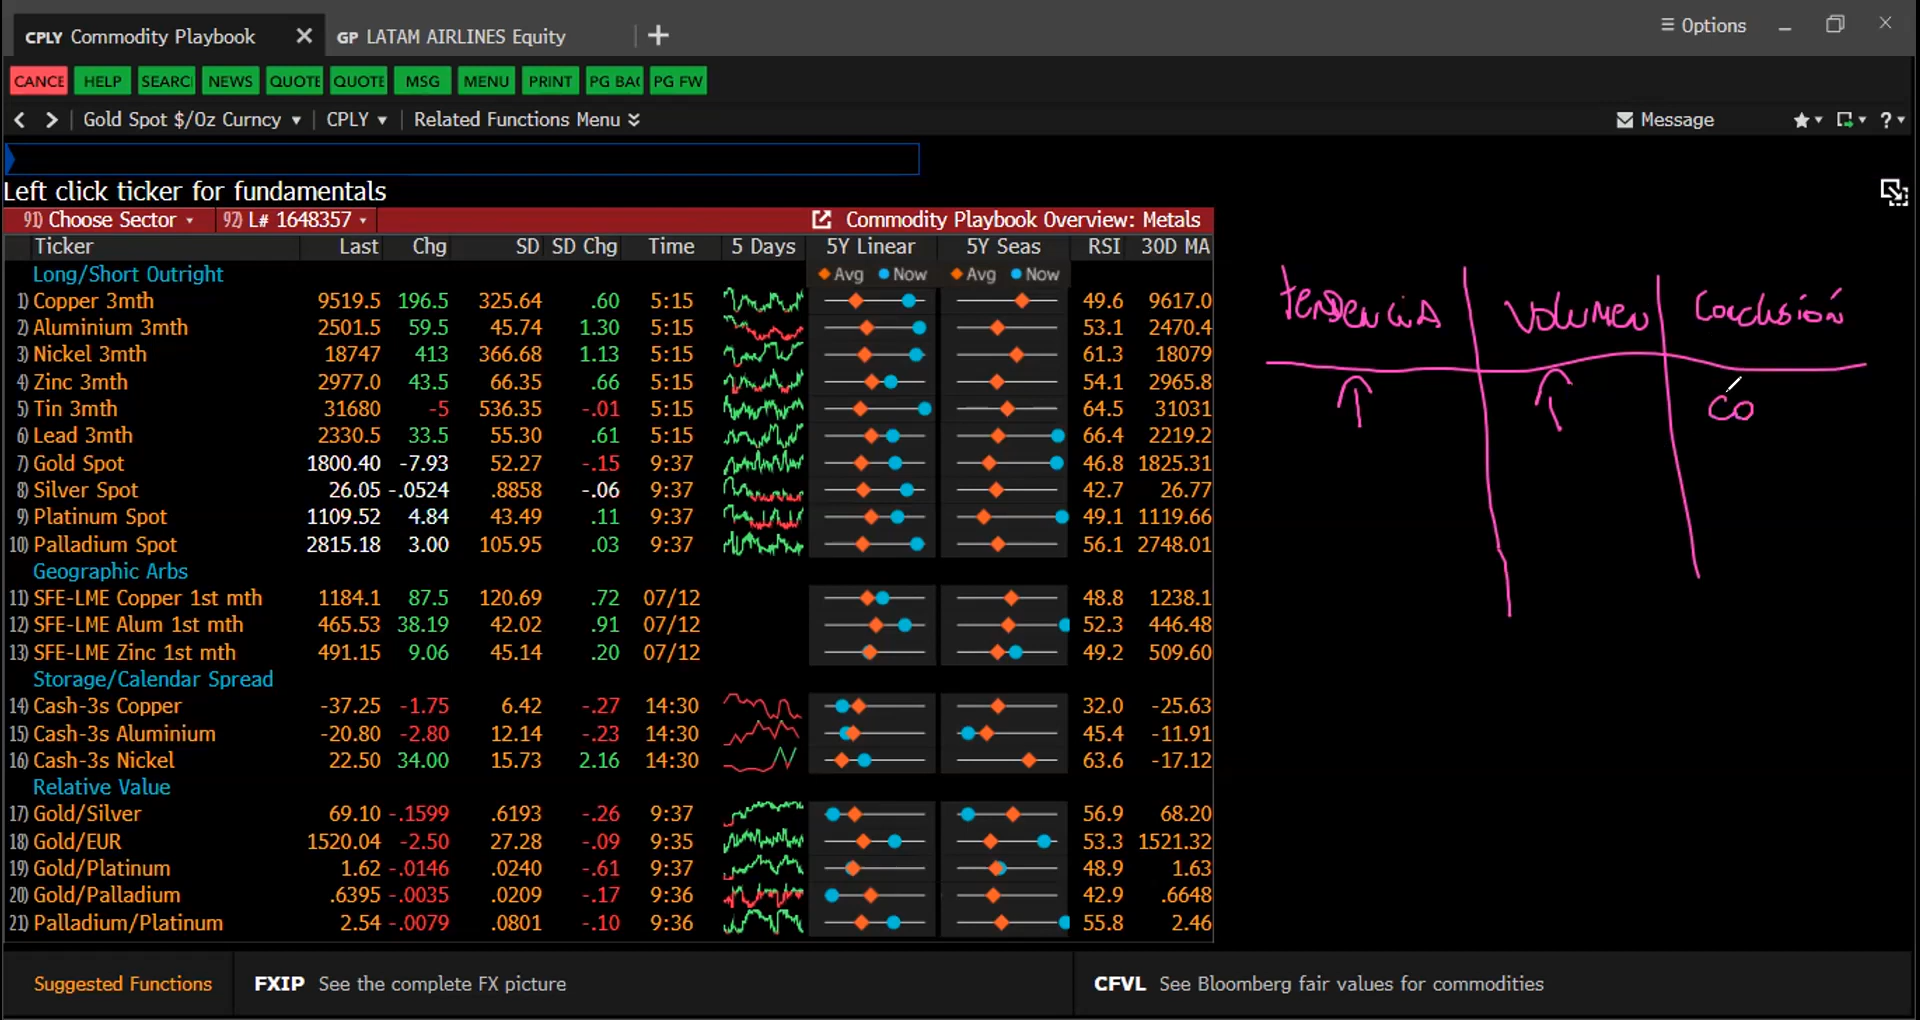 CPLY Commodity Playbook GP LATAM AIRLINES Equity Options
CANCE HELP SEARC NEWS QUOTE QUOTE MSG MENU PRINT PG BAC PG FW
Gold Spot $/Oz Curncy CPLY Related Functions Menu Message
Left click ticker for fundamentals
91) Choose Sector 92) L# 1648357 Commodity Playbook Overview: Metals
Ticker Last Chg SD SD Chg Time 5 Days 5Y Linear 5Y Seas RSI 30D MA
Long/Short Outright Avg Now Avg Now
1) Copper 3mth 9519.5 196.5 325.64 .60 5:15 49.6 9617.0
2) Aluminium 3mth 2501.5 59.5 45.74 1.30 5:15 53.1 2470.4
3) Nickel 3mth 18747 413 366.68 1.13 5:15 61.3 18079
4) Zinc 3mth 2977.0 43.5 66.35 .66 5:15 54.1 2965.8
5) Tin 3mth 31680 -5 536.35 -.01 5:15 64.5 31031
6) Lead 3mth 2330.5 33.5 55.30 .61 5:15 66.4 2219.2
7) Gold Spot 1800.40 -7.93 52.27 -.15 9:37 46.8 1825.31
8) Silver Spot 26.05 -.0524 .8858 -.06 9:37 42.7 26.77
9) Platinum Spot 1109.52 4.84 43.49 .11 9:37 49.1 1119.66
10) Palladium Spot 2815.18 3.00 105.95 .03 9:37 56.1 2748.01
Geographic Arbs
11) SFE-LME Copper 1st mth 1184.1 87.5 120.69 .72 07/12 48.8 1238.1
12) SFE-LME Alum 1st mth 465.53 38.19 42.02 .91 07/12 52.3 446.48
13) SFE-LME Zinc 1st mth 491.15 9.06 45.14 .20 07/12 49.2 509.60
Storage/Calendar Spread
14) Cash-3s Copper -37.25 -1.75 6.42 -.27 14:30 32.0 -25.63
15) Cash-3s Aluminium -20.80 -2.80 12.14 -.23 14:30 45.4 -11.91
16) Cash-3s Nickel 22.50 34.00 15.73 2.16 14:30 63.6 -17.12
Relative Value
17) Gold/Silver 69.10 -.1599 .6193 -.26 9:37 56.9 68.20
18) Gold/EUR 1520.04 -2.50 27.28 -.09 9:35 53.3 1521.32
19) Gold/Platinum 1.62 -.0146 .0240 -.61 9:37 48.9 1.63
20) Gold/Palladium .6395 -.0035 .0209 -.17 9:36 42.9 .6648
21) Palladium/Platinum 2.54 -.0079 .0801 -.10 9:36 55.8 2.46
Tendencia Volumen Conclusión
↑ ↑ Co
Suggested Functions FXIP See the complete FX picture CFVL See Bloomberg fair values for commodities